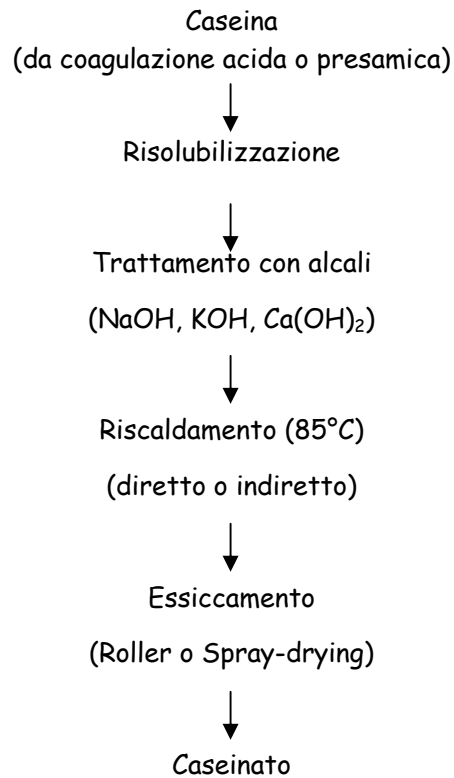 Caseina
(da coagulazione acida o presamica)
Risolubilizzazione
Trattamento con alcali
(NaOH, KOH, Ca(OH)₂)
Riscaldamento (85°C)
(diretto o indiretto)
Essiccamento
(Roller o Spray-drying)
Caseinato